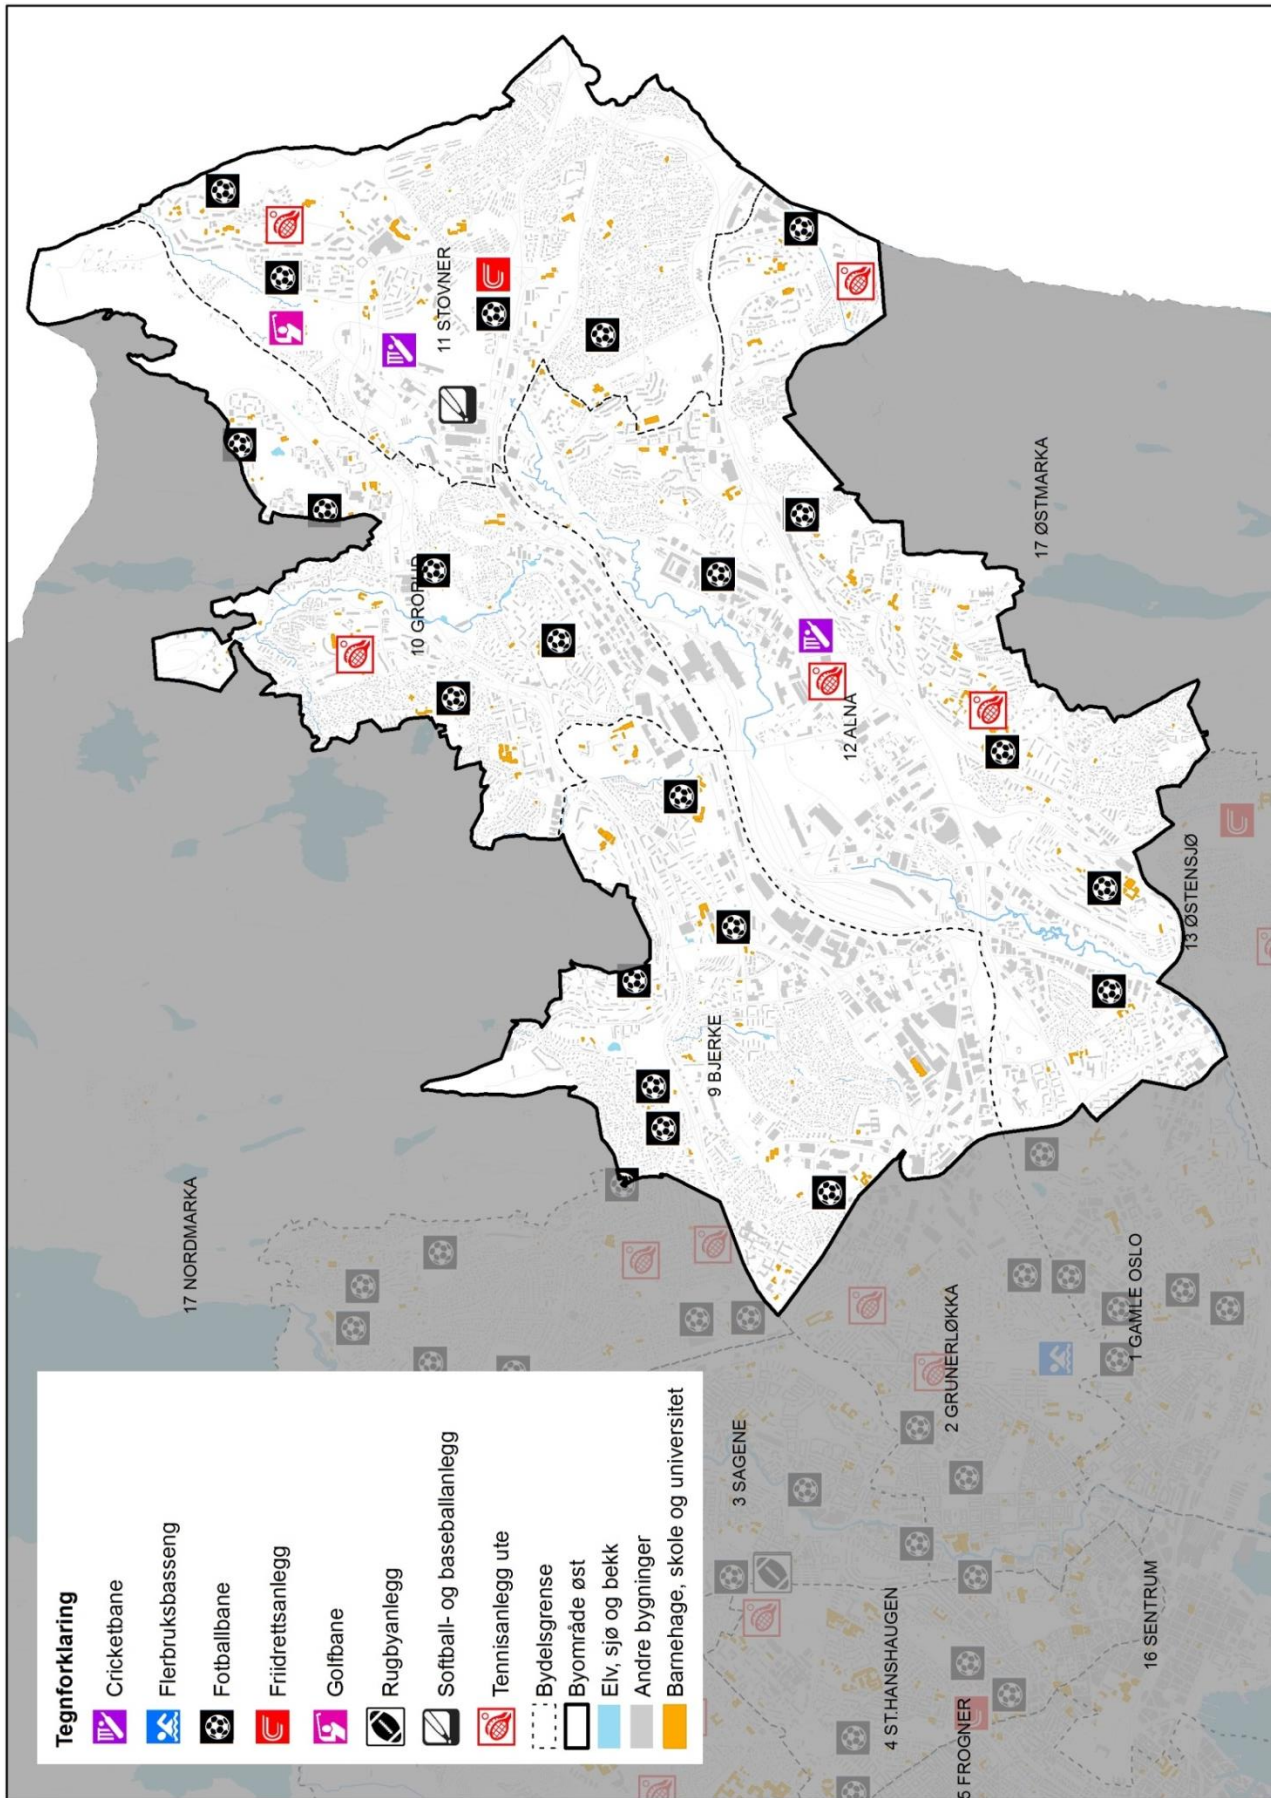 Tegnforklaring
Cricketbane
Flerbruksbasseng
Fotballbane
Friidrettsanlegg
Golfbane
Rugbyanlegg
Softball- og baseballanlegg
Tennisanlegg ute
Bydelsgrense
Byområde øst
Elv, sjø og bekk
Andre bygninger
Barnehage, skole og universitet
17 NORDMARKA
10 GRORUD
11 STOVNER
9 BJERKE
12 ALNA
17 ØSTMARKA
13 ØSTENSJØ
3 SAGENE
2 GRUNERLØKKA
1 GAMLE OSLO
4 ST.HANSHAUGEN
5 FROGNER
16 SENTRUM